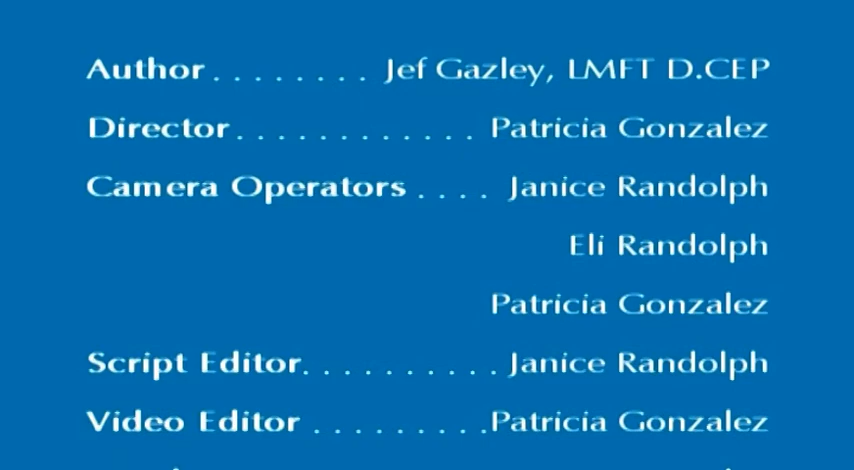 Author . . . . . . . . Jef Gazley, LMFT D.CEP
Director . . . . . . . . . . . . Patricia Gonzalez
Camera Operators . . . . Janice Randolph
Eli Randolph
Patricia Gonzalez
Script Editor. . . . . . . . . . . Janice Randolph
Video Editor . . . . . . . . .Patricia Gonzalez